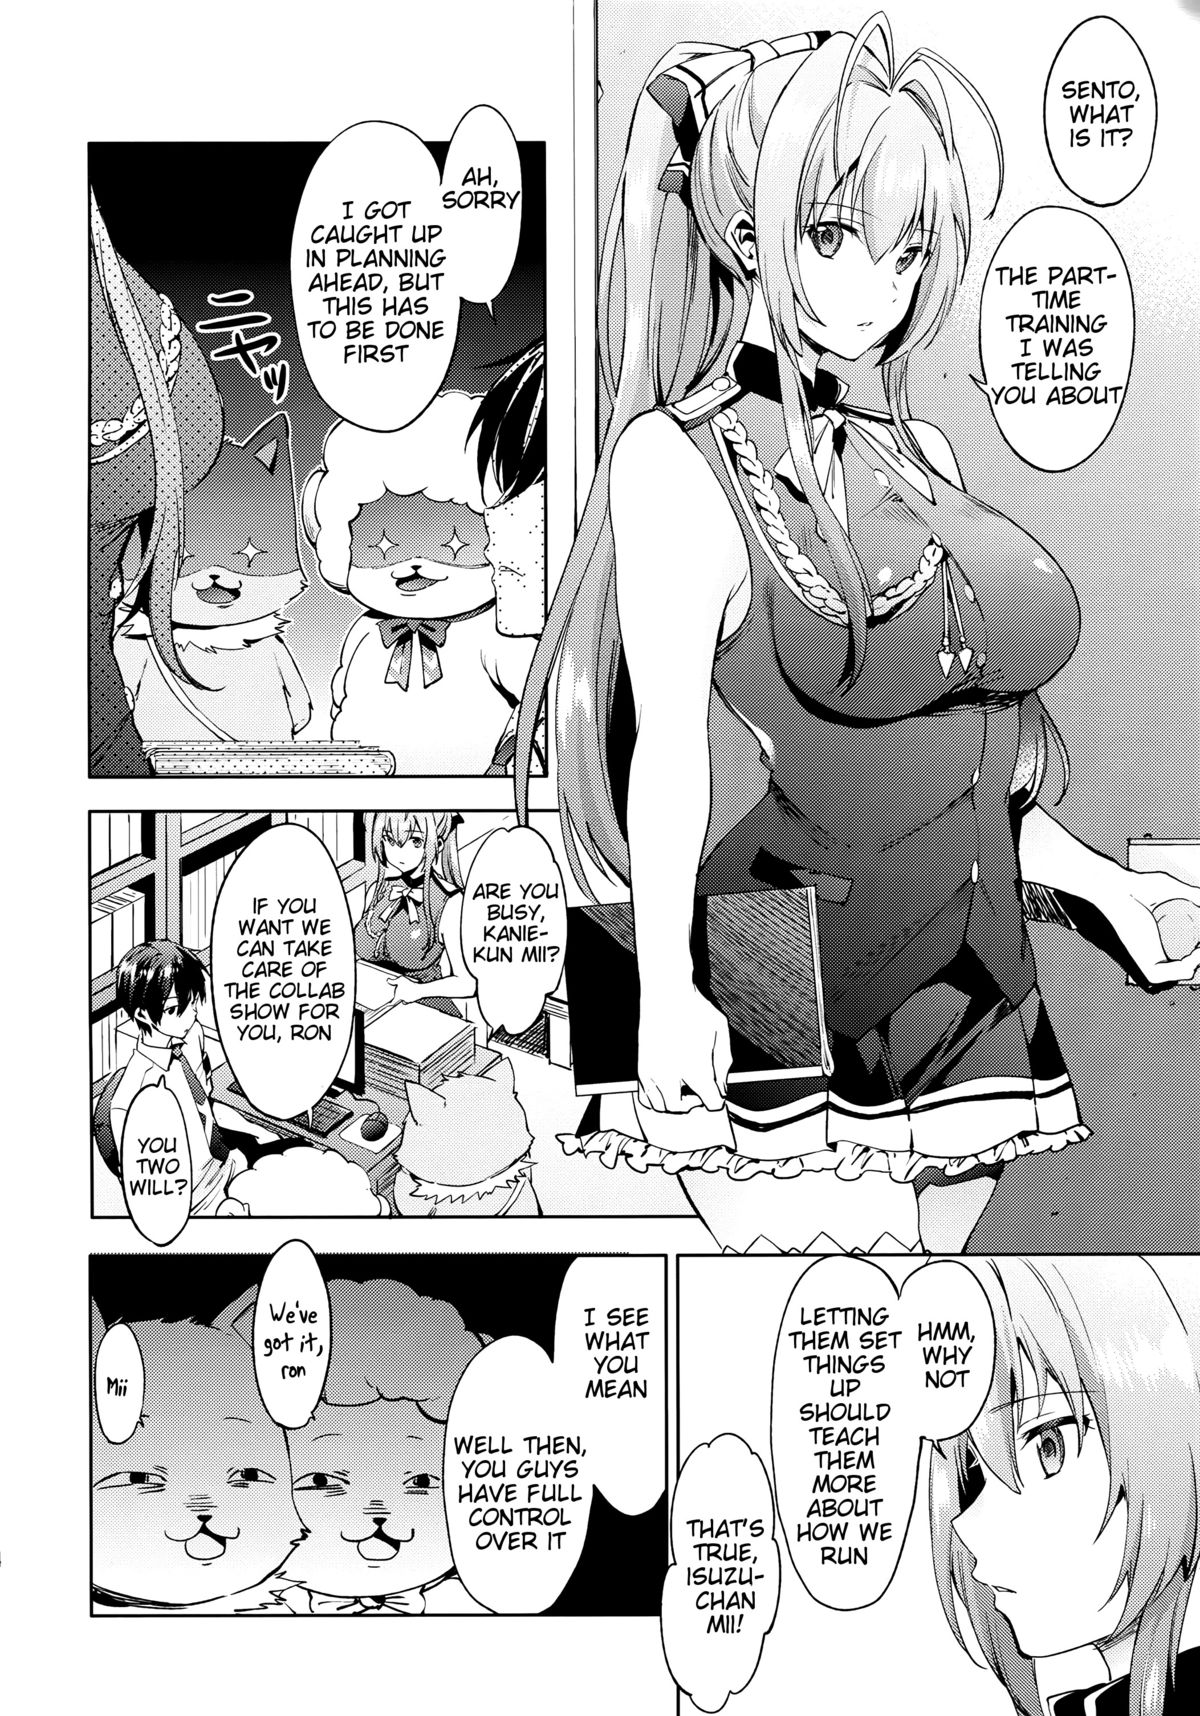 SENTO,
WHAT
IS IT?
THE PART-
TIME
TRAINING
I WAS
TELLING
YOU ABOUT
AH,
SORRY
I GOT
CAUGHT UP
IN PLANNING
AHEAD, BUT
THIS HAS
TO BE DONE
FIRST
ニヤッ
ARE YOU
BUSY,
KANIE-
KUN MII?
IF YOU
WANT WE
CAN TAKE
CARE OF
THE COLLAB
SHOW FOR
YOU, RON
YOU
TWO
WILL?
HMM,
WHY
NOT
LETTING
THEM SET
THINGS
UP
SHOULD
TEACH
THEM
MORE
ABOUT
HOW WE
RUN
THAT'S
TRUE,
ISUZU-
CHAN
MII!
I SEE
WHAT
YOU
MEAN
WELL THEN,
YOU GUYS
HAVE FULL
CONTROL
OVER IT
We've
got it,
ron
Mii